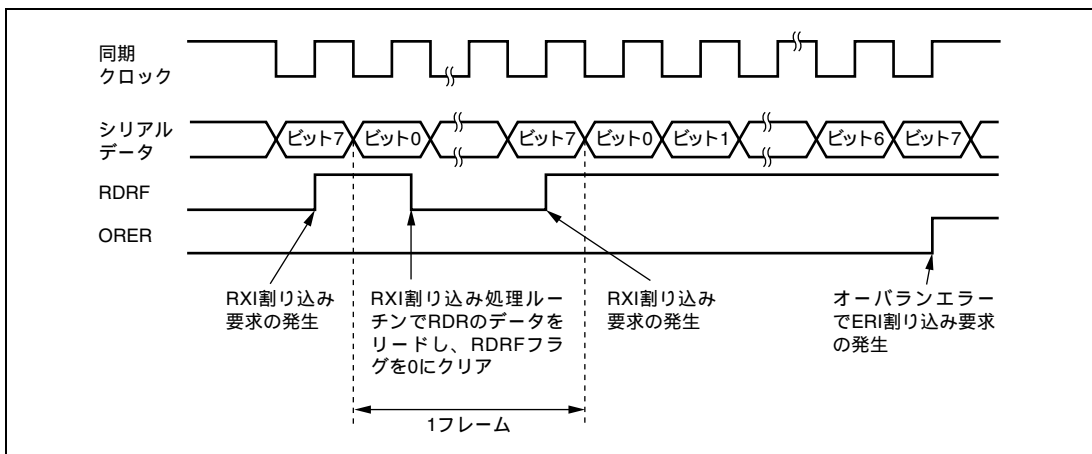 同期
クロック
シリアル
データ
ビット7
ビット0
ビット7
ビット0
ビット1
ビット6
ビット7
RDRF
ORER
RXI割り込み
要求の発生
RXI割り込み処理ルー
チンでRDRのデータを
リードし、RDRFフラ
グを0にクリア
RXI割り込み
要求の発生
オーバランエラー
でERI割り込み要求
の発生
1フレーム